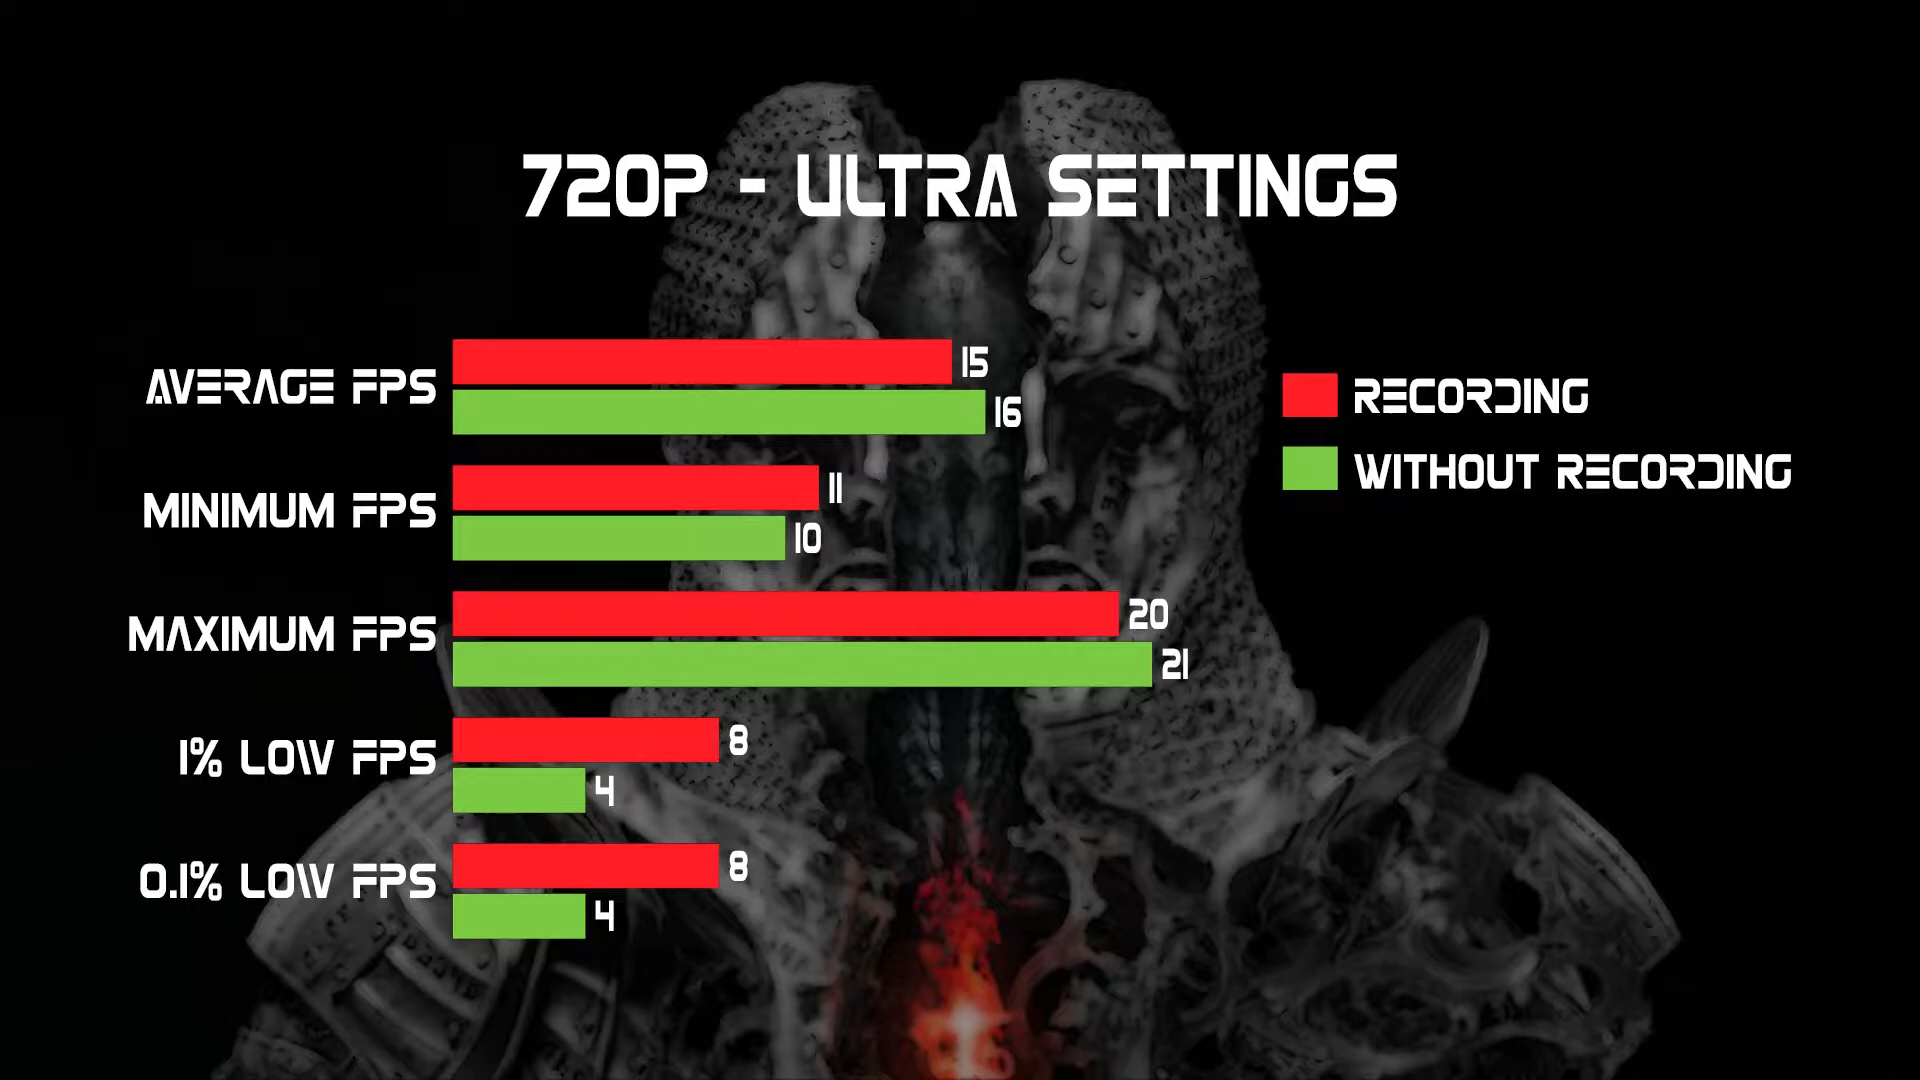 720P - ULTRA SETTINGS
AVERAGE FPS
15
16
MINIMUM FPS
11
10
MAXIMUM FPS
20
21
1% LOW FPS
8
4
0.1% LOW FPS
8
4
RECORDING
WITHOUT RECORDING